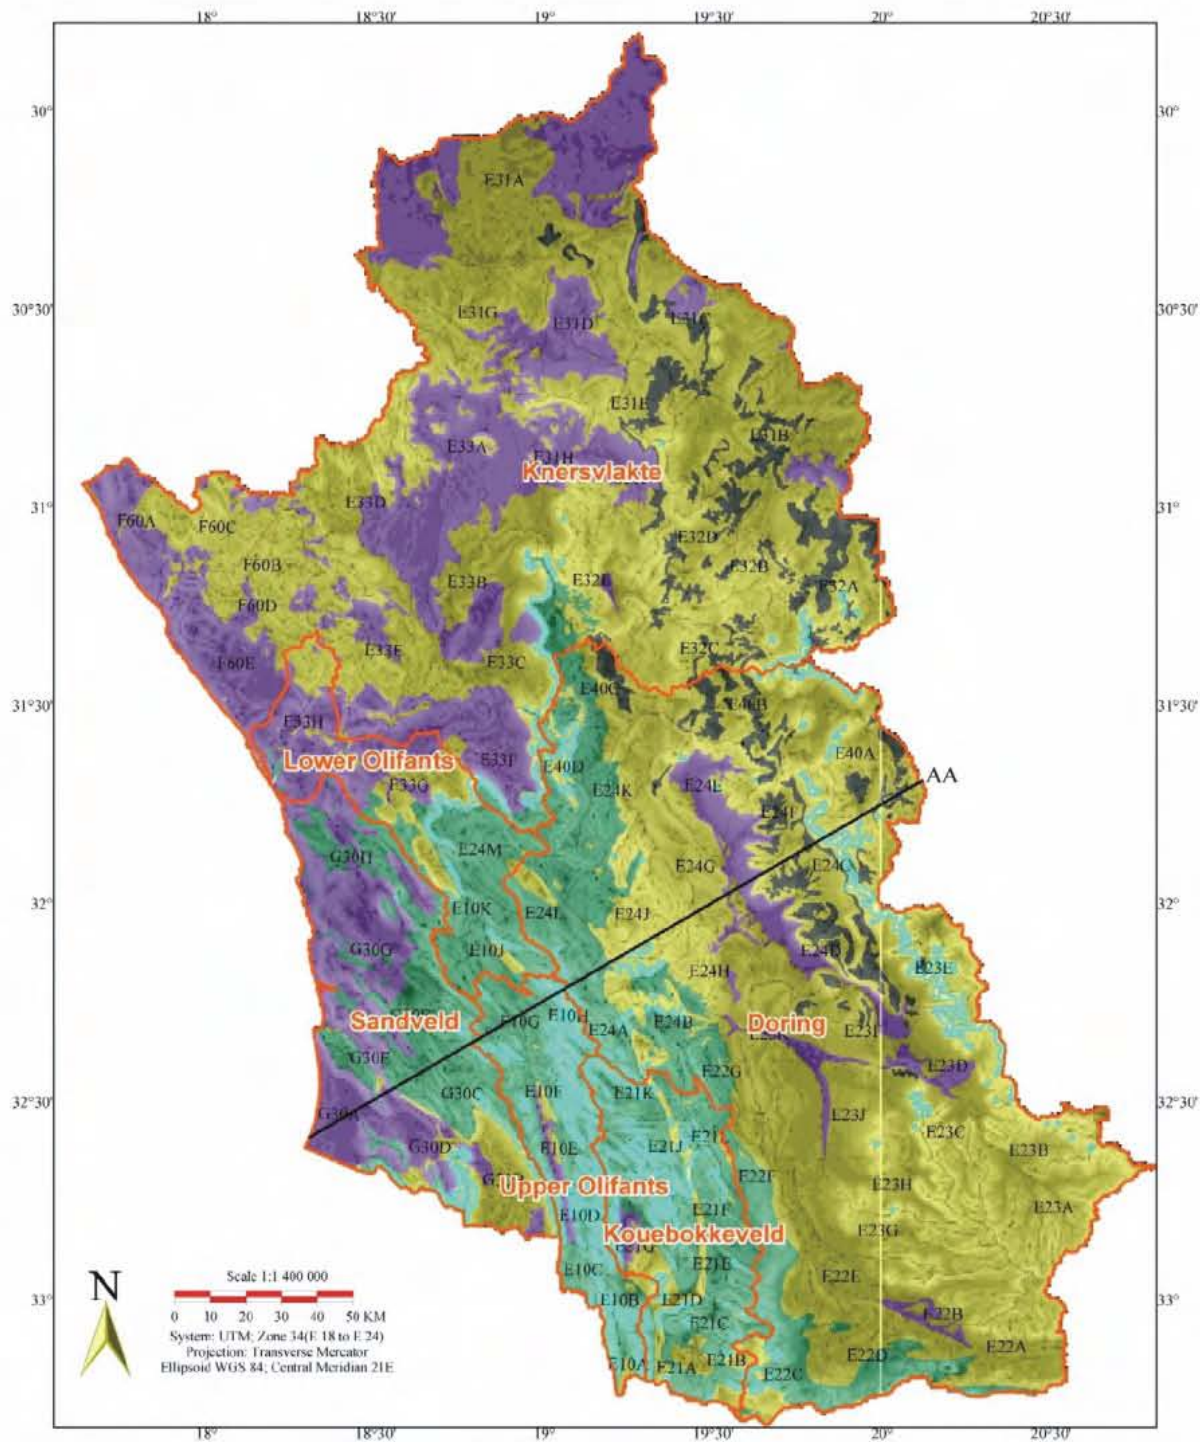 18° 18°30' 19° 19°30' 20° 20°30'
30° 30°
E31A
30°30' 30°30'
E31G E31D E31C
E31E
E31B
E33A E31H
Knersvlakte
E33D
31° 31°
F60A F60C
E32D
F60B E32B
E33B E32E E32A
F60D
E33E E32C
F60E E33C
E40C
31°30' E40B 31°30'
E33H
E40A
Lower Olifants E33F E40D
AA
E33G E24K E24E
E24M E24G E24C
G30H
32° E10K E24L E24J 32°
E10J
G30G E24D
E24H E23E
Sandveld E10G E10H E24A E24B Doring
E23F
G30F E22G E23D
G30C E10F E21K
32°30' G30A E23J 32°30'
E23C
G30D E10E E21J E21L E23B
E22F
Upper Olifants E23H
E10D E21F E23A
Kouebokkeveld E23G
E21G
E10C E21E E22E
N Scale 1:1 400 000
33° E10B E21D 33°
0 10 20 30 40 50 KM
E21C E22B
System: UTM; Zone 34(E 18 to E 24)
Projection: Transverse Mercator
Ellipsoid WGS 84; Central Meridian 21E
E10A E21A E21B E22C E22D E22A
18° 18°30' 19° 19°30' 20° 20°30'